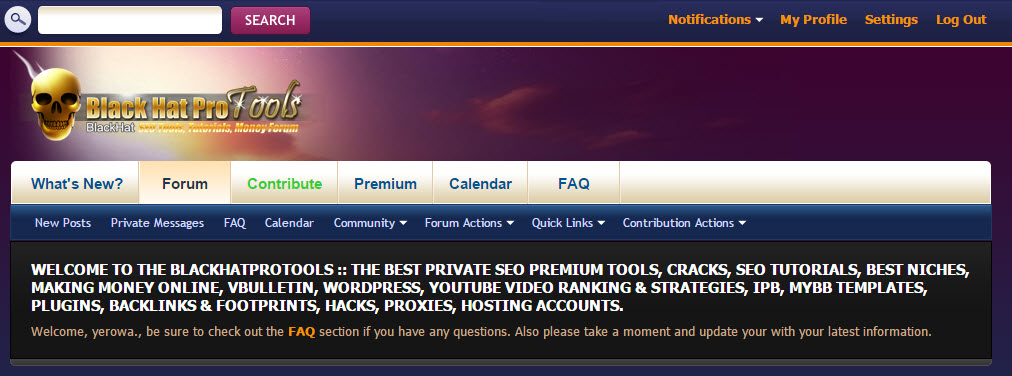 SEARCH Notifications My Profile Settings Log Out
Black Hat Pro Tools
BlackHat SEO Tools, Tutorials, Money Forum
What's New? Forum Contribute Premium Calendar FAQ
New Posts Private Messages FAQ Calendar Community Forum Actions Quick Links Contribution Actions
WELCOME TO THE BLACKHATPROTOOLS :: THE BEST PRIVATE SEO PREMIUM TOOLS, CRACKS, SEO TUTORIALS, BEST NICHES,
MAKING MONEY ONLINE, VBULLETIN, WORDPRESS, YOUTUBE VIDEO RANKING & STRATEGIES, IPB, MYBB TEMPLATES,
PLUGINS, BACKLINKS & FOOTPRINTS, HACKS, PROXIES, HOSTING ACCOUNTS.
Welcome, yerowa., be sure to check out the FAQ section if you have any questions. Also please take a moment and update your with your latest information.